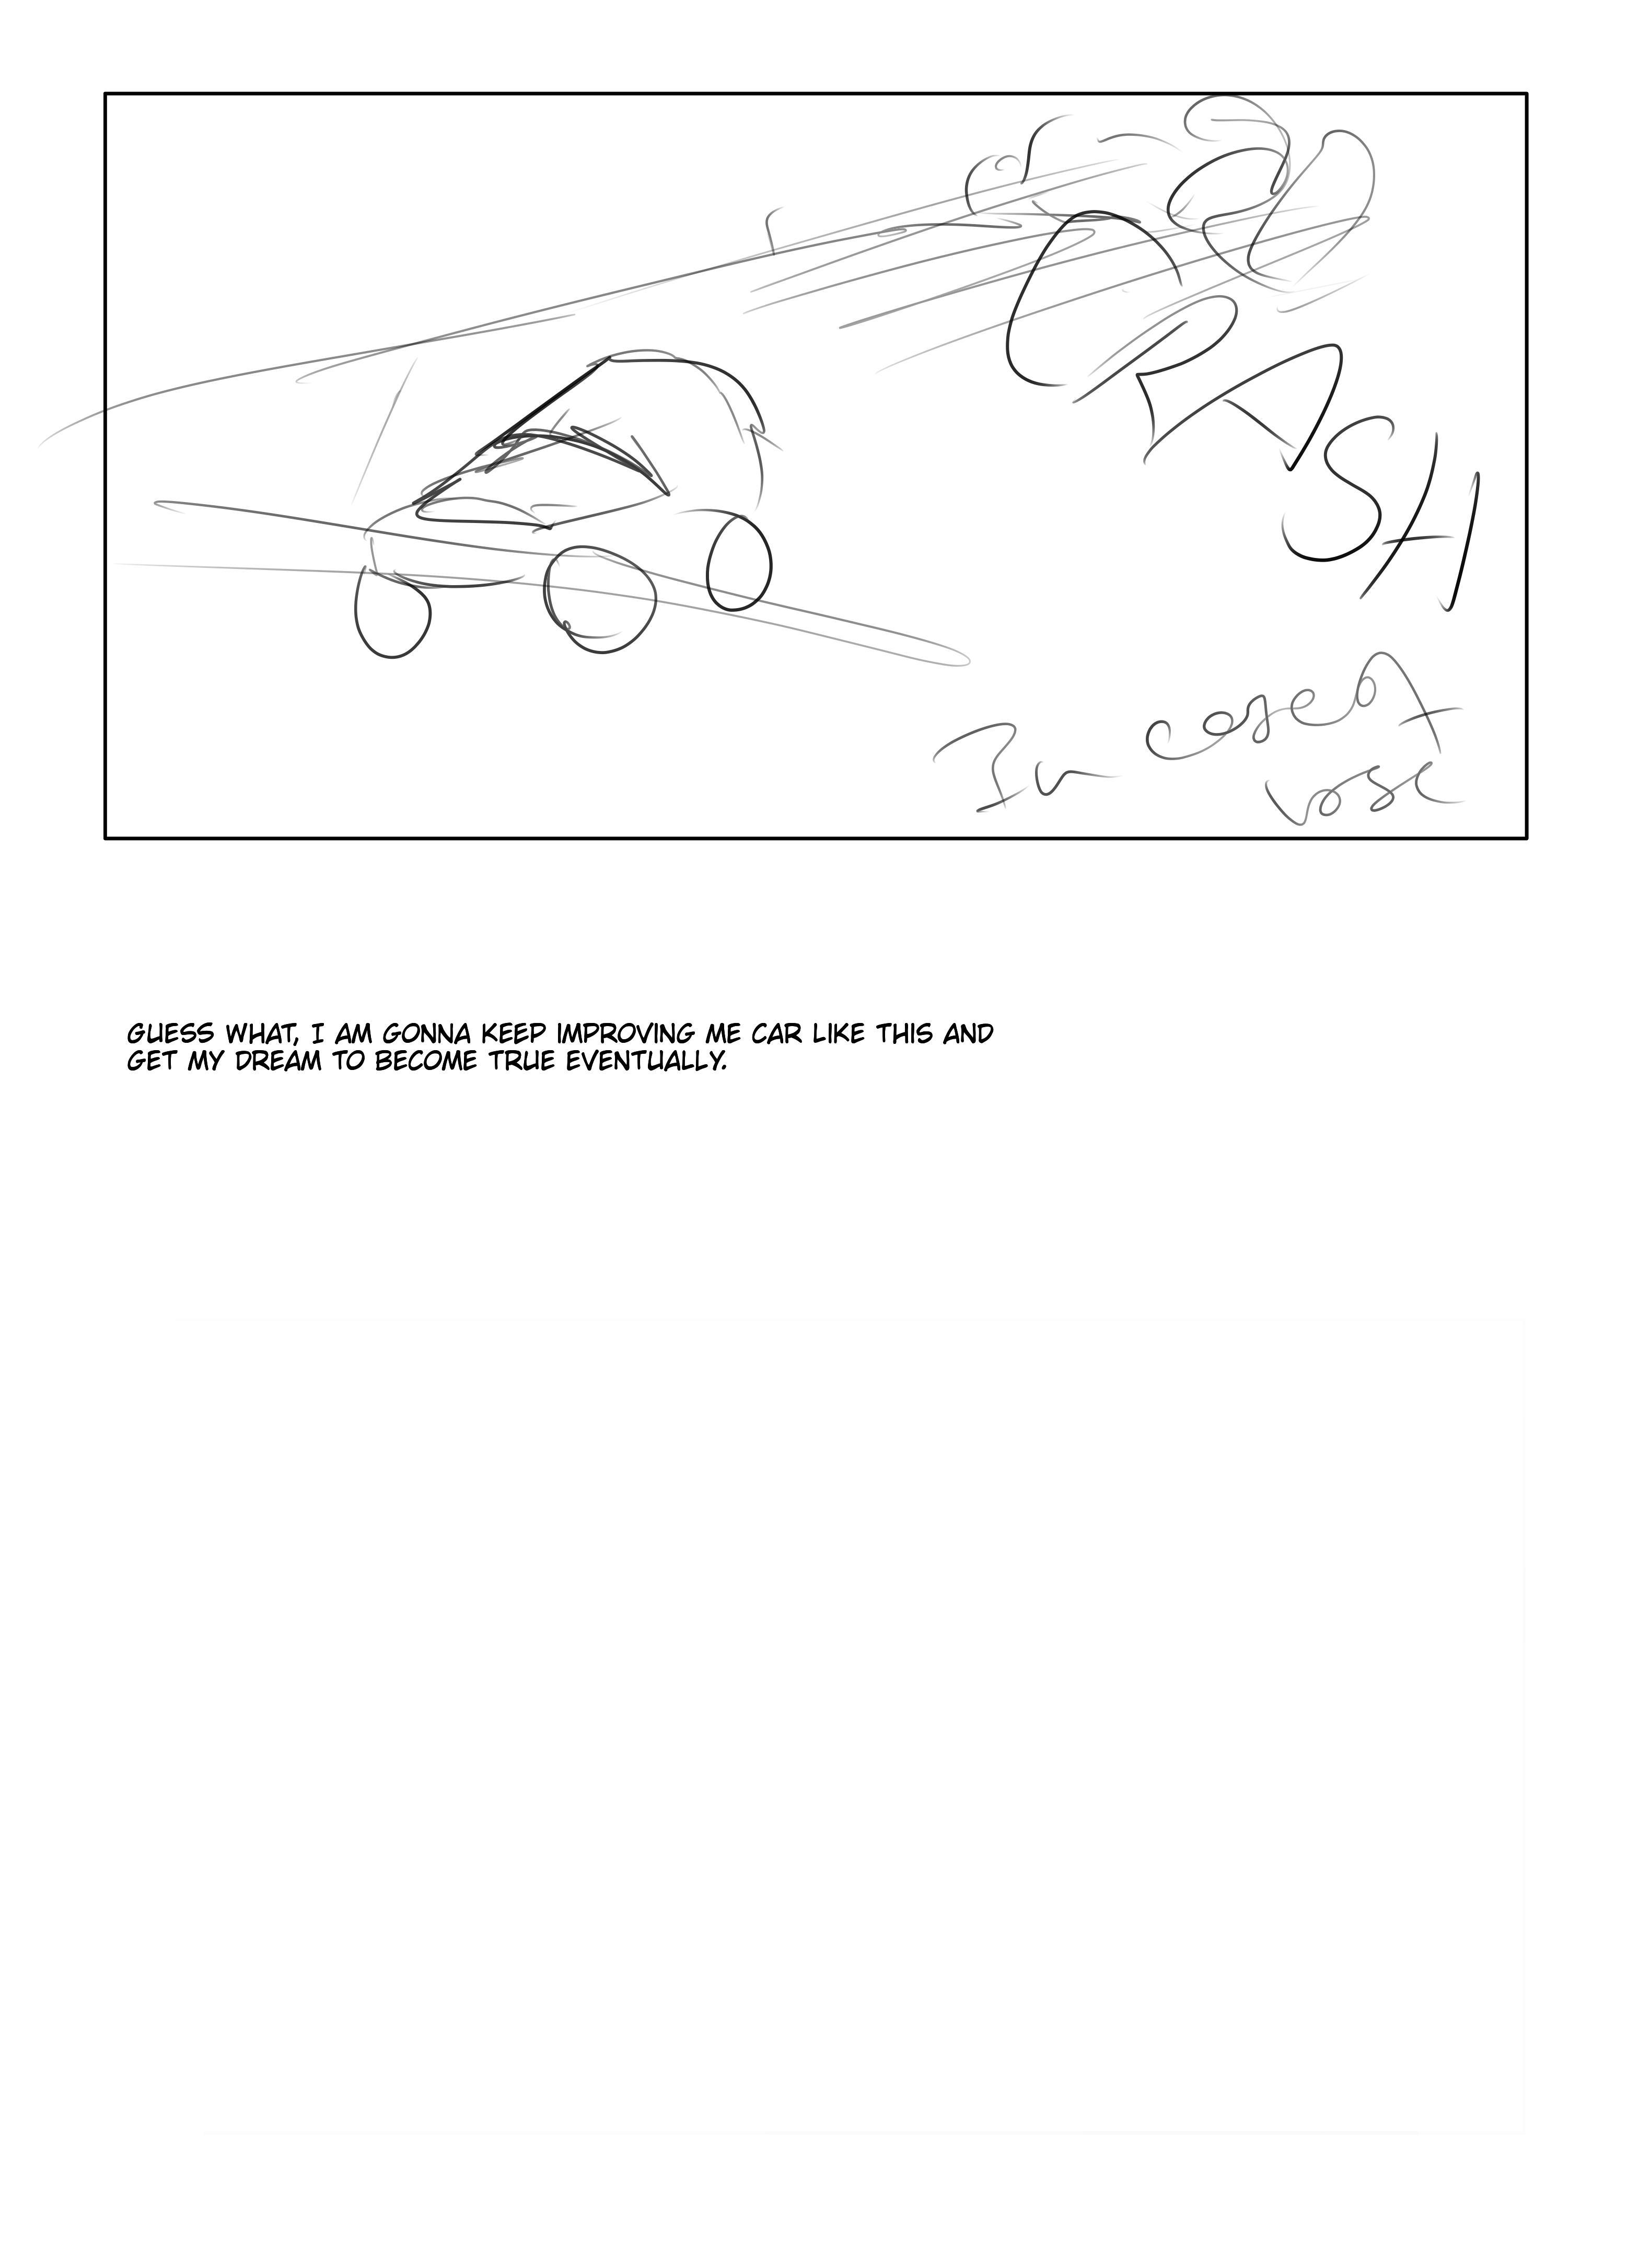 CRASH
In case of
lose
GUESS WHAT, I AM GONNA KEEP IMPROVING ME CAR LIKE THIS AND
GET MY DREAM TO BECOME TRUE EVENTUALLY.